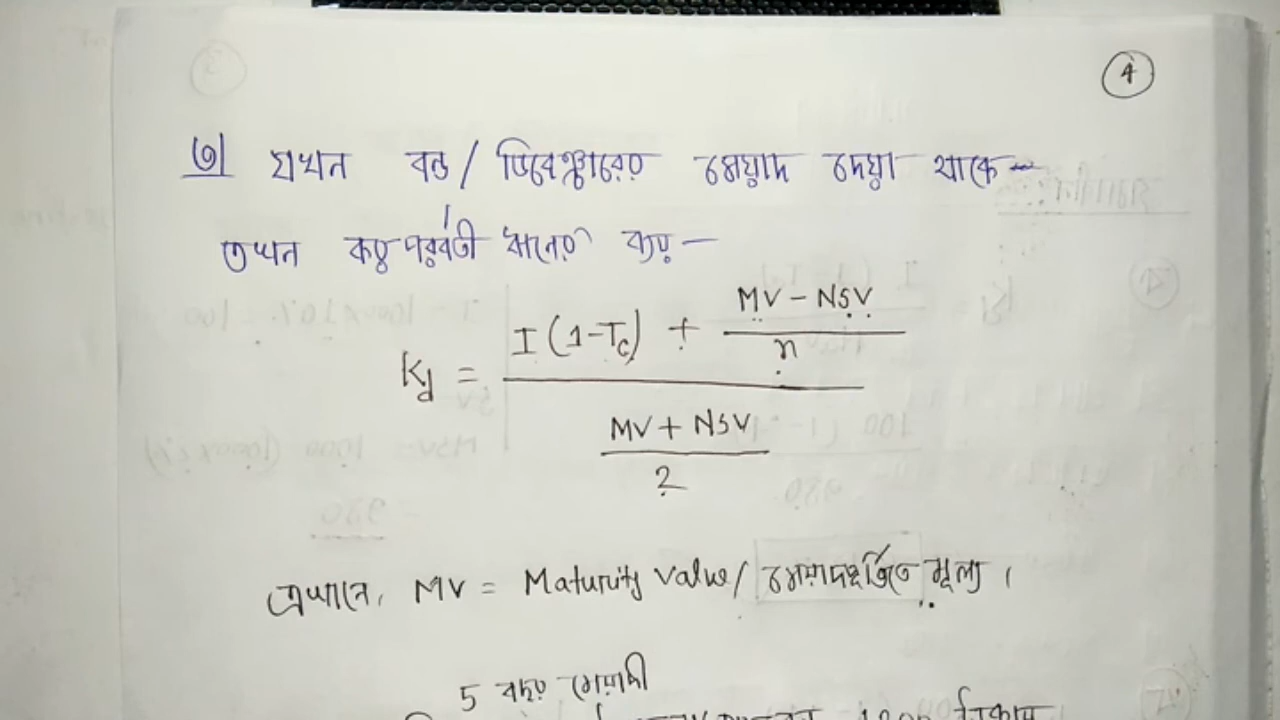 4
৩| যখন বন্ড / ডিবেঞ্চারের মেয়াদ দেয়া থাকে—
তখন কর পরবর্তী ঋনের ব্যয় —
Kd = (I (1-Tc) + (MV - NSV)/n) / ((MV + NSV)/2)
এখানে, MV = Maturity Value / মেয়াদপূর্তিতে মূল্য ।
5 বছর মেয়াদী